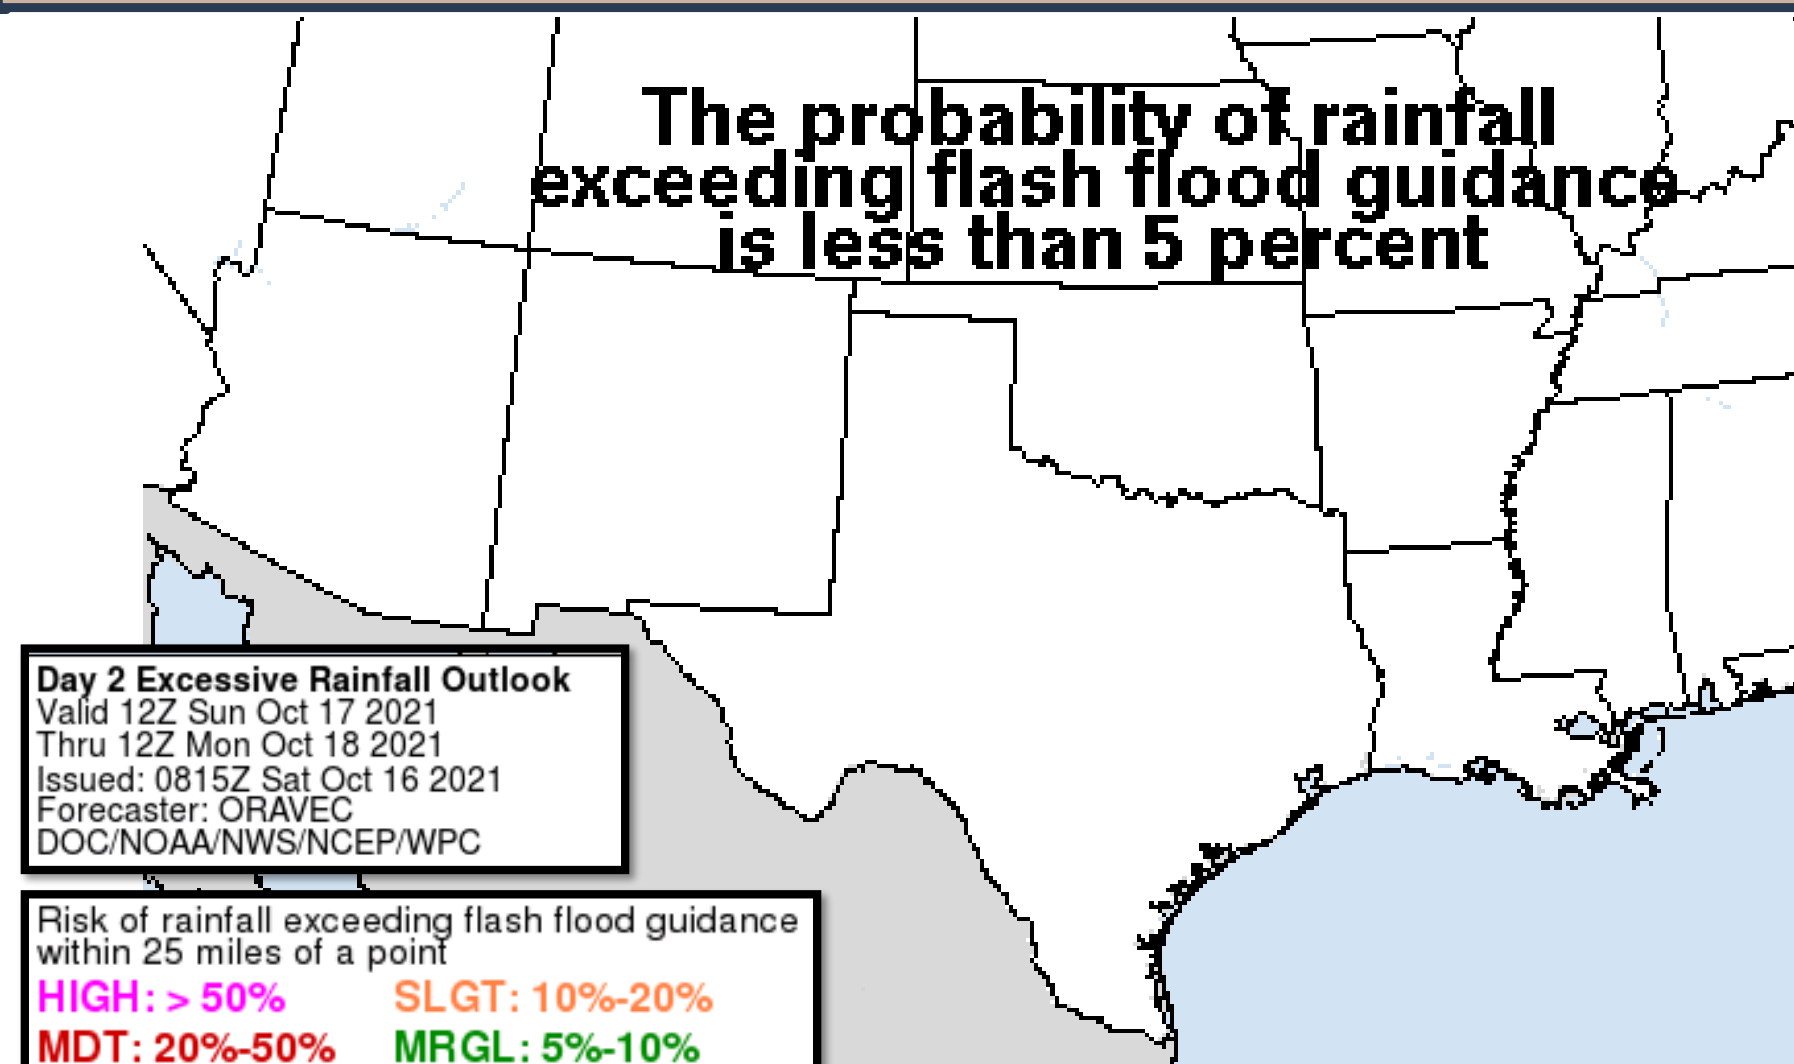 The probability of rainfall
exceeding flash flood guidance
is less than 5 percent
Day 2 Excessive Rainfall Outlook
Valid 12Z Sun Oct 17 2021
Thru 12Z Mon Oct 18 2021
Issued: 0815Z Sat Oct 16 2021
Forecaster: ORAVEC
DOC/NOAA/NWS/NCEP/WPC
Risk of rainfall exceeding flash flood guidance
within 25 miles of a point
HIGH: > 50% SLGT: 10%-20%
MDT: 20%-50% MRGL: 5%-10%